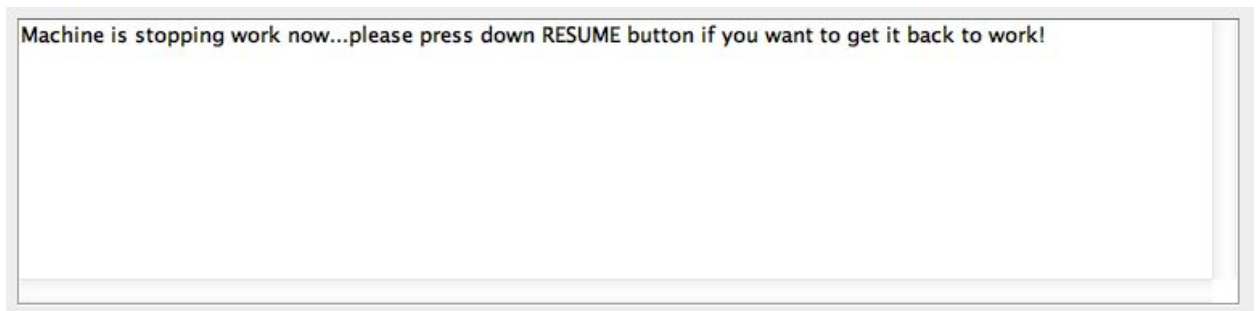 Machine is stopping work now...please press down RESUME button if you want to get it back to work!